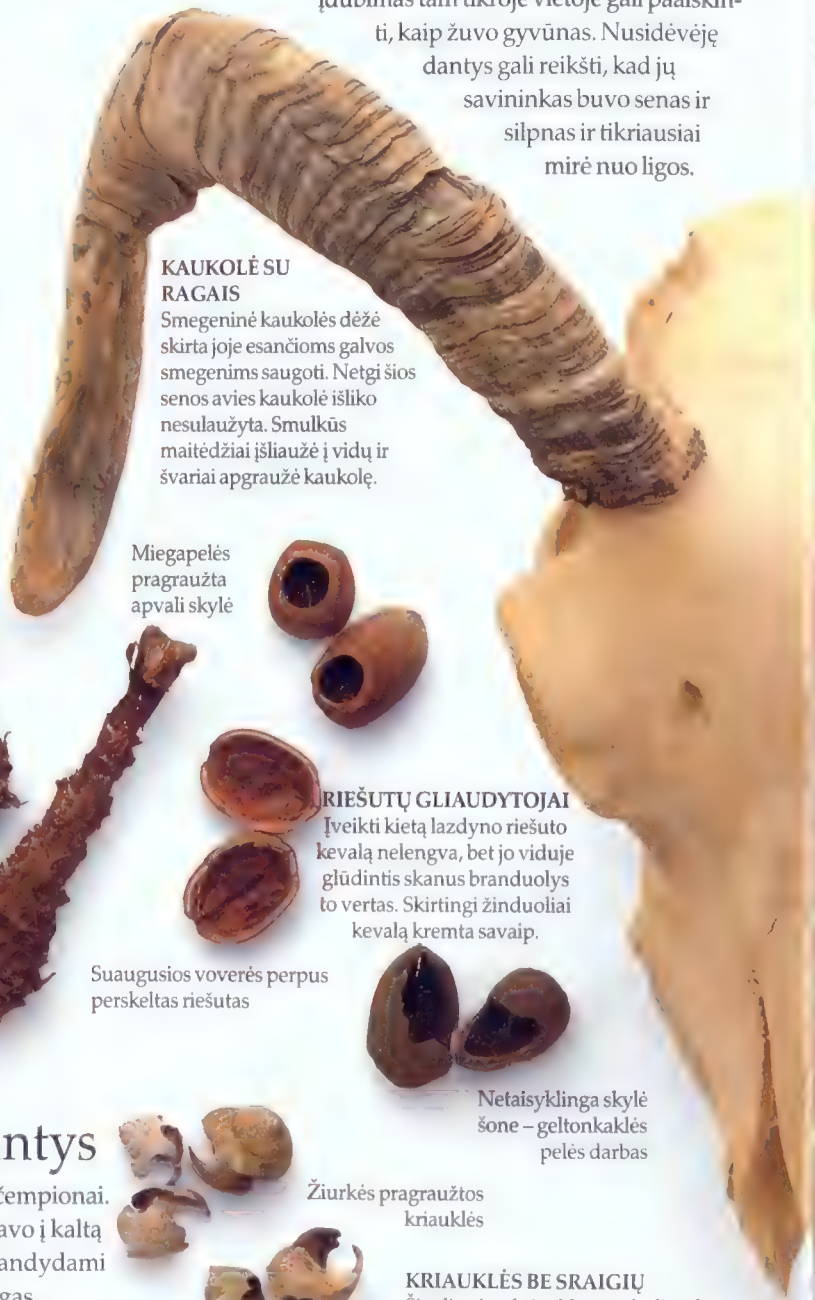 ti, kaip žuvo gyvūnas. Nusidėvėję
dantys gali reikšti, kad jų
savininkas buvo senas ir
silpnas ir tikriausiai
mirė nuo ligos.
KAUKOLĖ SU
RAGAIS
Smegeninė kaukolės dėžė
skirta joje esančioms galvos
smegenims saugoti. Netgi šios
senos avies kaukolė išliko
nesulaužyta. Smulkūs
maitėdžiai įšliaužė į vidų ir
švariai apgraužė kaukolę.
Miegapelės
pragraužta
apvali skylė
RIEŠUTŲ GLIAUDYTOJAI
Įveikti kietą lazdyno riešuto
kevalą nelengva, bet jo viduje
glūdintis skanus branduolys
to vertas. Skirtingi žinduoliai
kevalą kremta savaip.
Suaugusios voverės perpus
perskeltas riešutas
Netaisyklinga skylė
šone – geltonkaklės
pelės darbas
ntys
čempionai.
avo į kaltą
andydami
Žiurkės pragraužtos
kriauklės
KRIAUKLĖS BE SRAIGIŲ